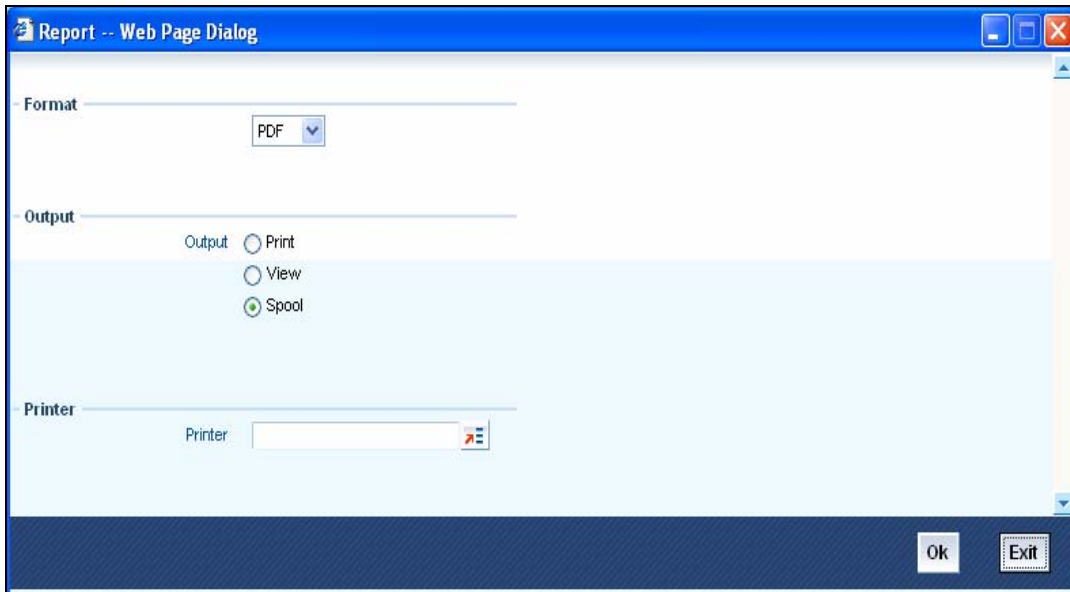 Report -- Web Page Dialog
Format
PDF
Output
Output Print
View
Spool
Printer
Printer
Ok Exit